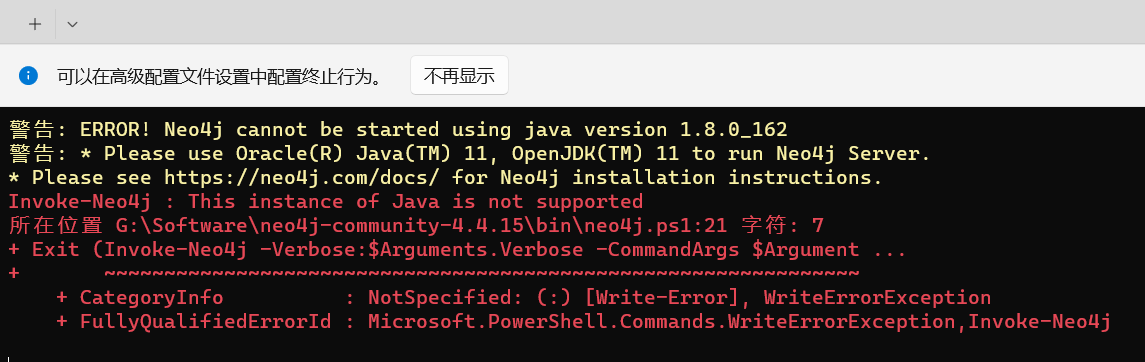 可以在高级配置文件设置中配置终止行为。 不再显示
警告: ERROR! Neo4j cannot be started using java version 1.8.0_162
警告: * Please use Oracle(R) Java(TM) 11, OpenJDK(TM) 11 to run Neo4j Server.
* Please see https://neo4j.com/docs/ for Neo4j installation instructions.
Invoke-Neo4j : This instance of Java is not supported
所在位置 G:\Software\neo4j-community-4.4.15\bin\neo4j.ps1:21 字符: 7
+ Exit (Invoke-Neo4j -Verbose:$Arguments.Verbose -CommandArgs $Argument ...
+       ~~~~~~~~~~~~~~~~~~~~~~~~~~~~~~~~~~~~~~~~~~~~~~~~~~~~~~~~~~~~~~~
    + CategoryInfo          : NotSpecified: (:) [Write-Error], WriteErrorException
    + FullyQualifiedErrorId : Microsoft.PowerShell.Commands.WriteErrorException,Invoke-Neo4j